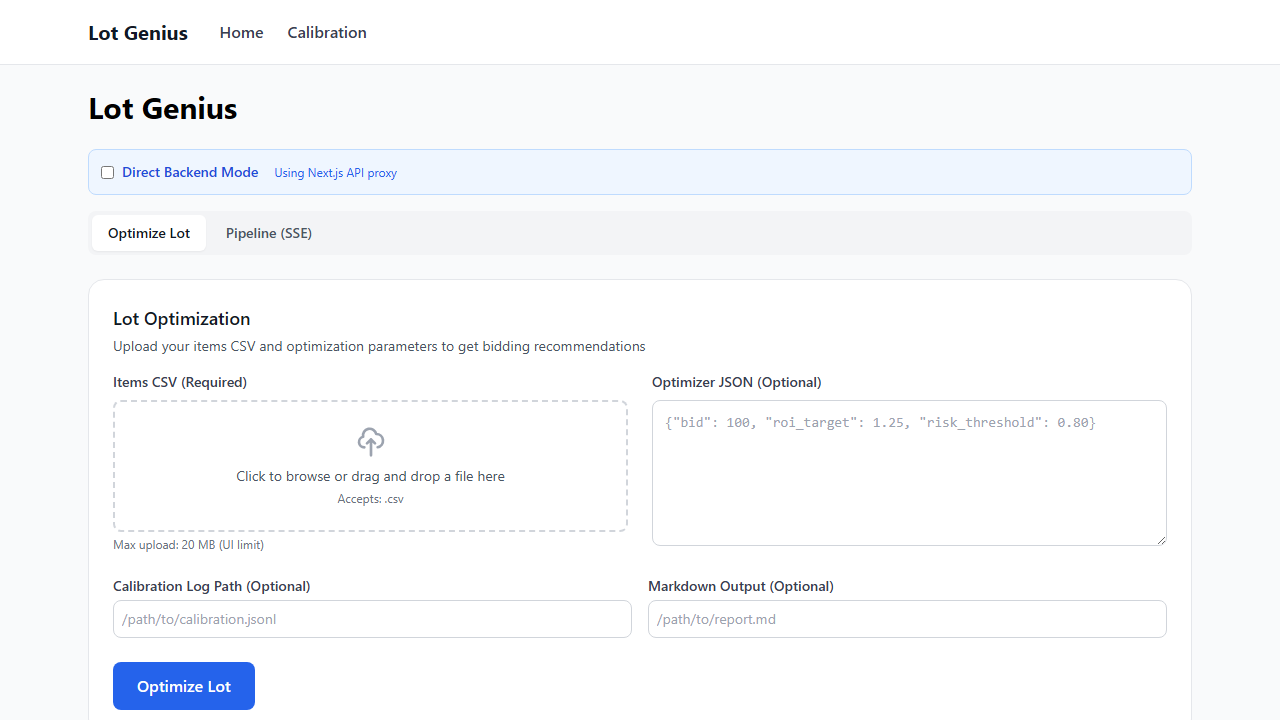 Lot Genius Home Calibration
Lot Genius
Direct Backend Mode Using Next.js API proxy
Optimize Lot Pipeline (SSE)
Lot Optimization
Upload your items CSV and optimization parameters to get bidding recommendations
Items CSV (Required)
Click to browse or drag and drop a file here
Accepts: .csv
Max upload: 20 MB (UI limit)
Optimizer JSON (Optional)
{"bid": 100, "roi_target": 1.25, "risk_threshold": 0.80}
Calibration Log Path (Optional)
/path/to/calibration.jsonl
Markdown Output (Optional)
/path/to/report.md
Optimize Lot